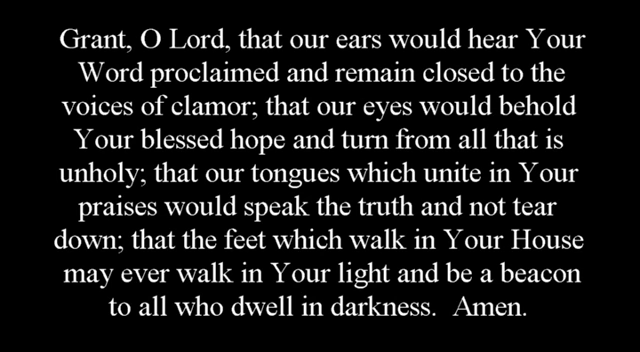 Grant, O Lord, that our ears would hear Your
Word proclaimed and remain closed to the
voices of clamor; that our eyes would behold
Your blessed hope and turn from all that is
unholy; that our tongues which unite in Your
praises would speak the truth and not tear
down; that the feet which walk in Your House
may ever walk in Your light and be a beacon
to all who dwell in darkness.  Amen.